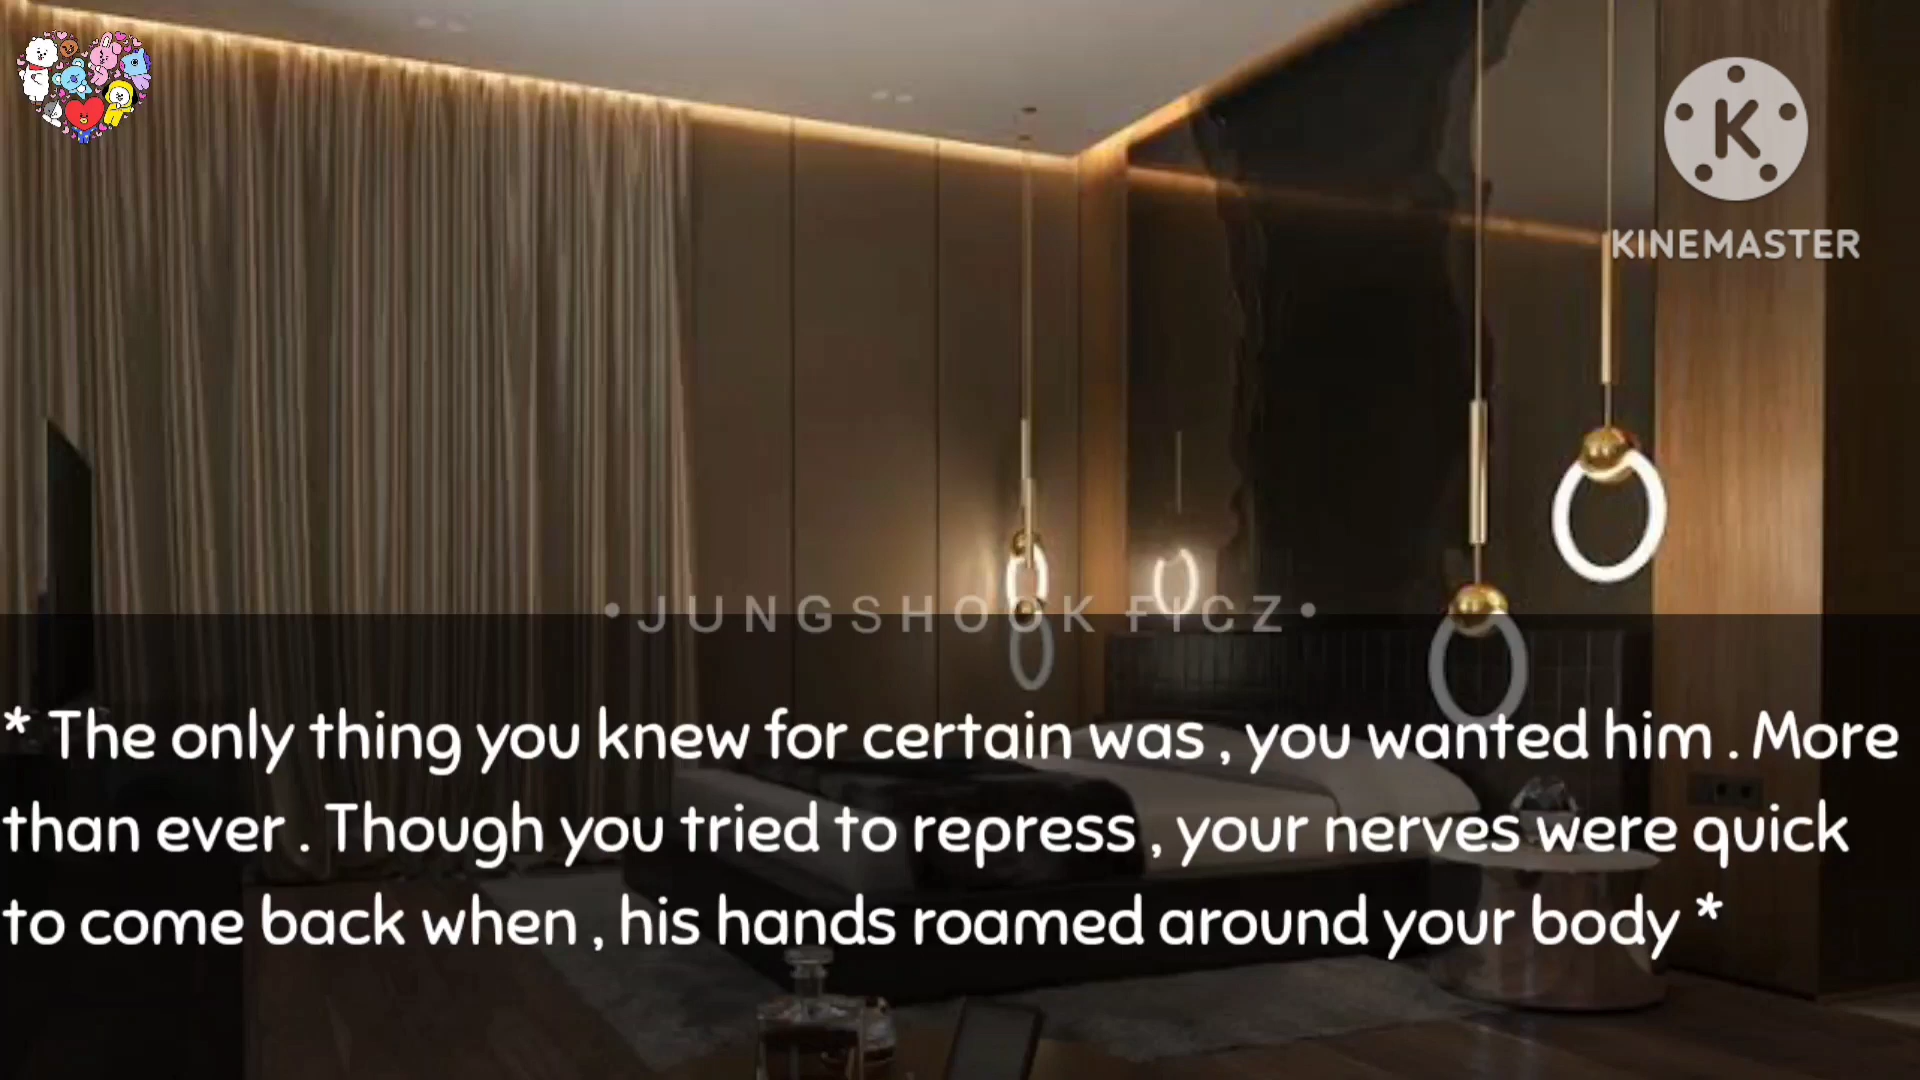 K
KINEMASTER
•JUNGSHOOK FICZ•
* The only thing you knew for certain was , you wanted him . More
than ever . Though you tried to repress , your nerves were quick
to come back when , his hands roamed around your body *